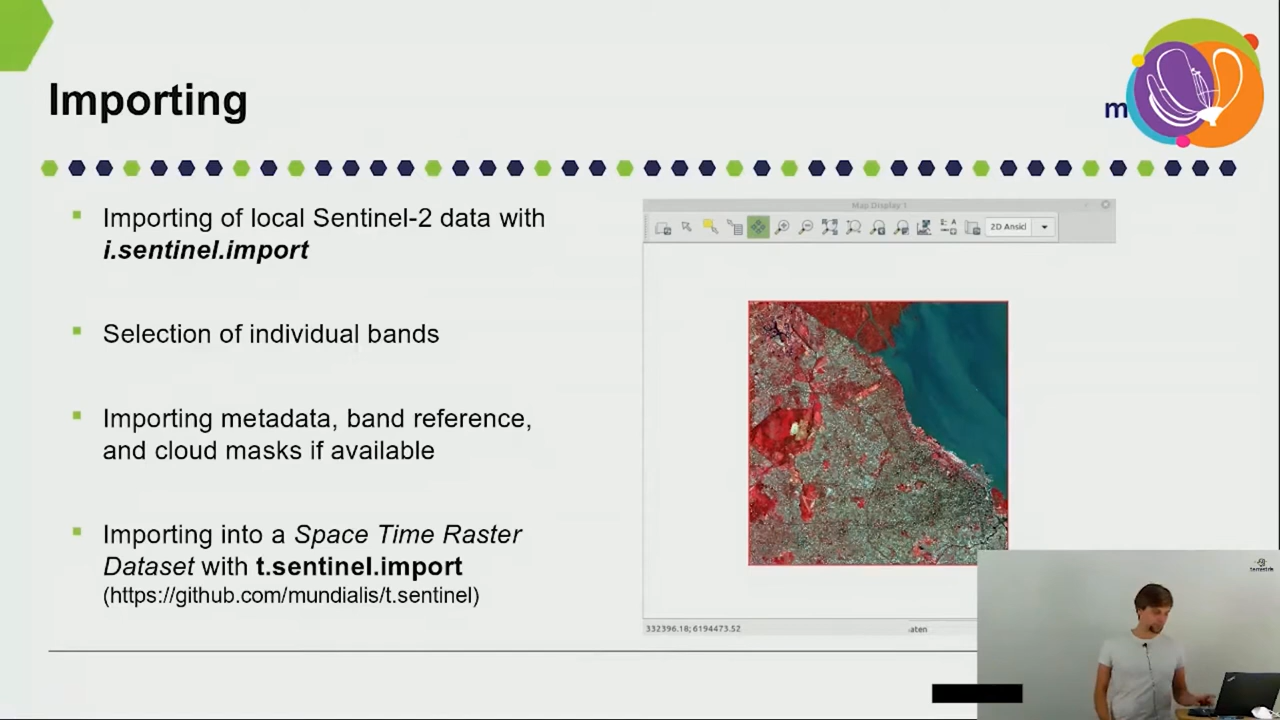 Importing
m
Importing of local Sentinel-2 data with
i.sentinel.import
Selection of individual bands
Importing metadata, band reference,
and cloud masks if available
Importing into a Space Time Raster
Dataset with t.sentinel.import
(https://github.com/mundialis/t.sentinel)
Map Display 1
2D Ansicl
332396.18; 6194473.52
aten